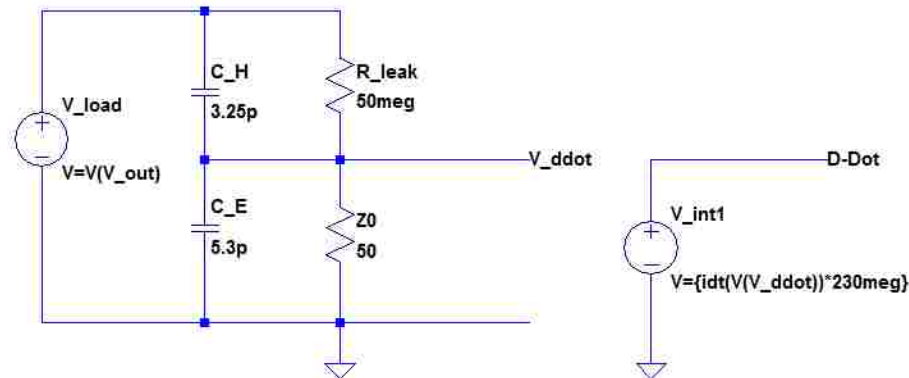 C_H
3.25p
R_leak
50meg
V_load
+
−
V=V(V_out)
V_ddot
D-Dot
C_E
5.3p
Z0
50
V_int1
+
−
V={idt(V(V_ddot))*230meg}